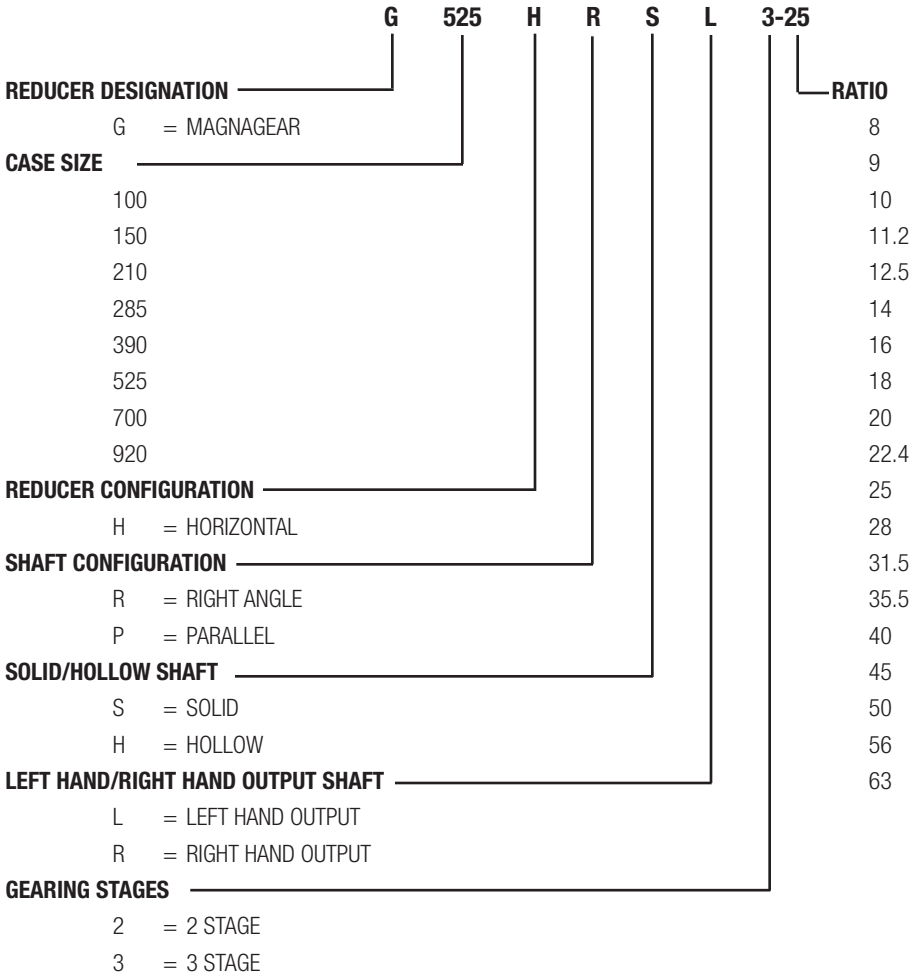 G 525 H R S L 3-25
REDUCER DESIGNATION
G = MAGNAGEAR
CASE SIZE
100
150
210
285
390
525
700
920
REDUCER CONFIGURATION
H = HORIZONTAL
SHAFT CONFIGURATION
R = RIGHT ANGLE
P = PARALLEL
SOLID/HOLLOW SHAFT
S = SOLID
H = HOLLOW
LEFT HAND/RIGHT HAND OUTPUT SHAFT
L = LEFT HAND OUTPUT
R = RIGHT HAND OUTPUT
GEARING STAGES
2 = 2 STAGE
3 = 3 STAGE
RATIO
8
9
10
11.2
12.5
14
16
18
20
22.4
25
28
31.5
35.5
40
45
50
56
63